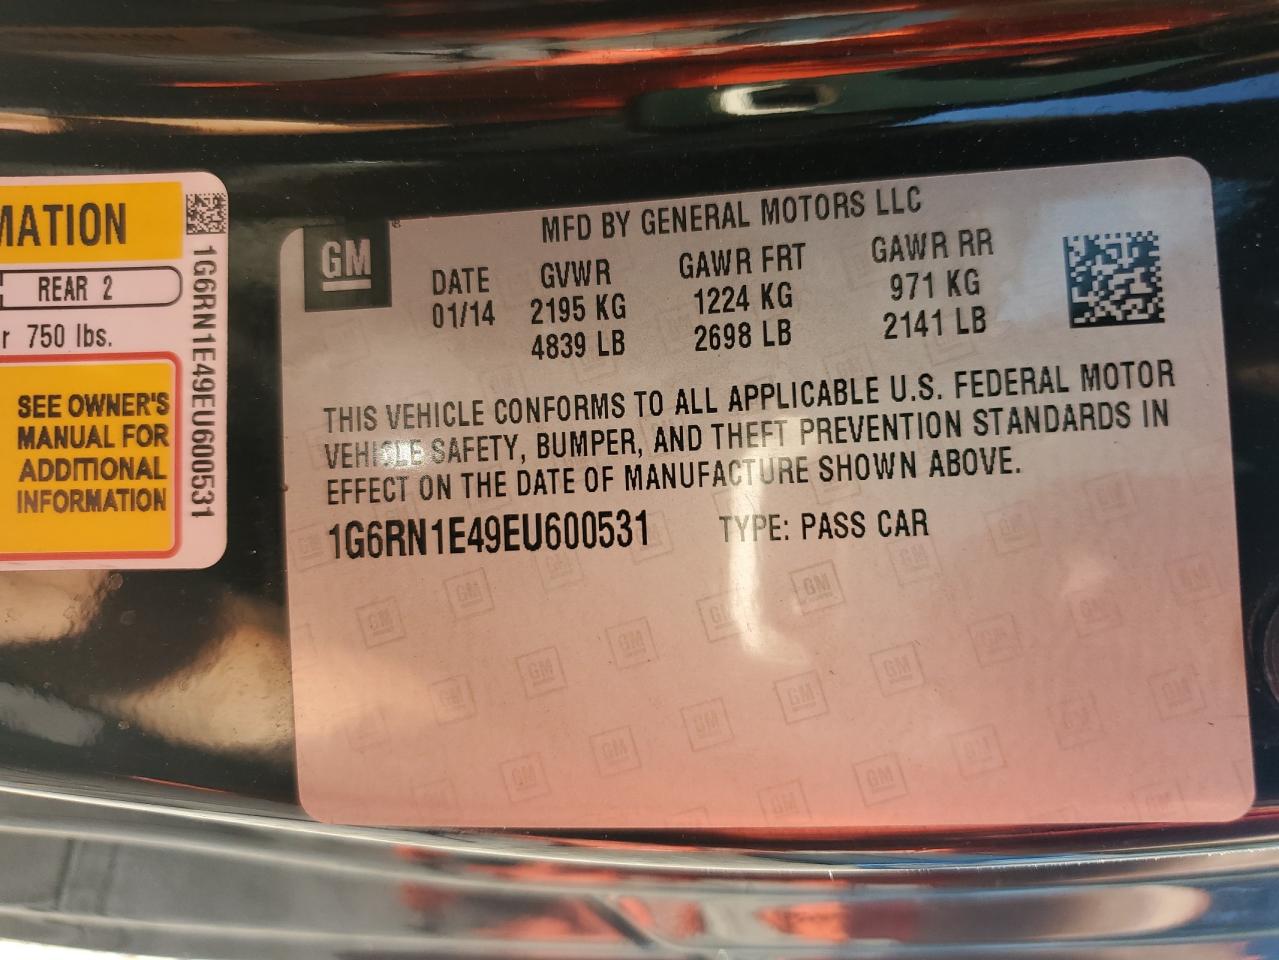 MATION
REAR 2
r 750 lbs.
SEE OWNER'S
MANUAL FOR
ADDITIONAL
INFORMATION
1G6RN1E49EU600531
GM
MFD BY GENERAL MOTORS LLC
DATE GVWR GAWR FRT GAWR RR
01/14 2195 KG 1224 KG 971 KG
4839 LB 2698 LB 2141 LB
THIS VEHICLE CONFORMS TO ALL APPLICABLE U.S. FEDERAL MOTOR
VEHICLE SAFETY, BUMPER, AND THEFT PREVENTION STANDARDS IN
EFFECT ON THE DATE OF MANUFACTURE SHOWN ABOVE.
1G6RN1E49EU600531 TYPE: PASS CAR